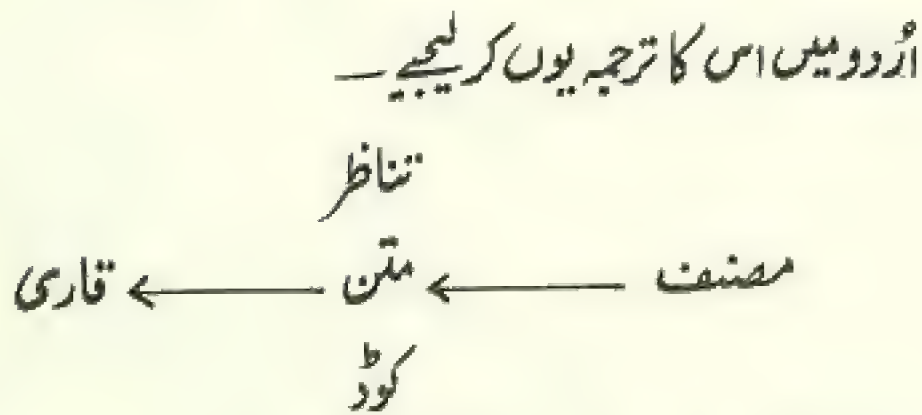 اُردو میں اس کا ترجمہ یوں کر لیجیے ۔
تناظر
مصنف ← متن ← قاری
کوڈ